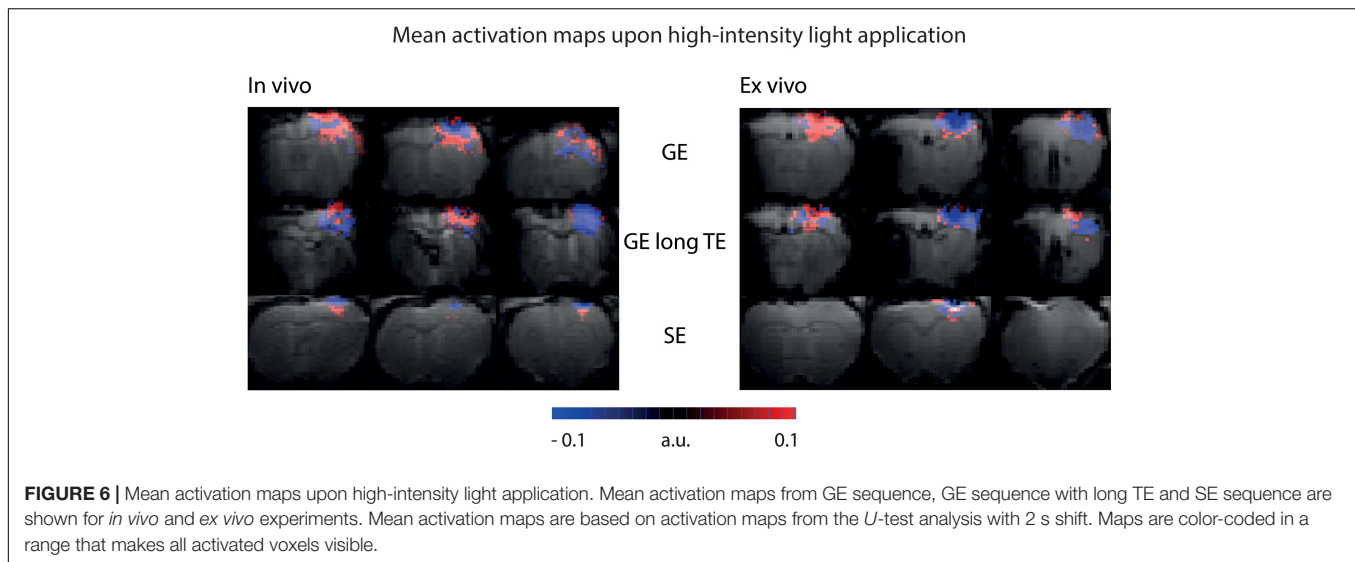 Mean activation maps upon high-intensity light application
In vivo
Ex vivo
GE
GE long TE
SE
- 0.1 a.u. 0.1
FIGURE 6 | Mean activation maps upon high-intensity light application. Mean activation maps from GE sequence, GE sequence with long TE and SE sequence are
shown for in vivo and ex vivo experiments. Mean activation maps are based on activation maps from the U-test analysis with 2 s shift. Maps are color-coded in a
range that makes all activated voxels visible.